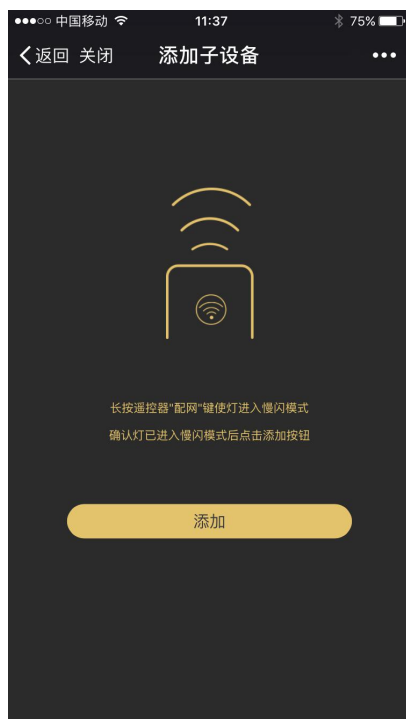 中国移动 11:37 75%
返回 关闭 添加子设备
长按遥控器"配网"键使灯进入慢闪模式
确认灯已进入慢闪模式后点击添加按钮
添加